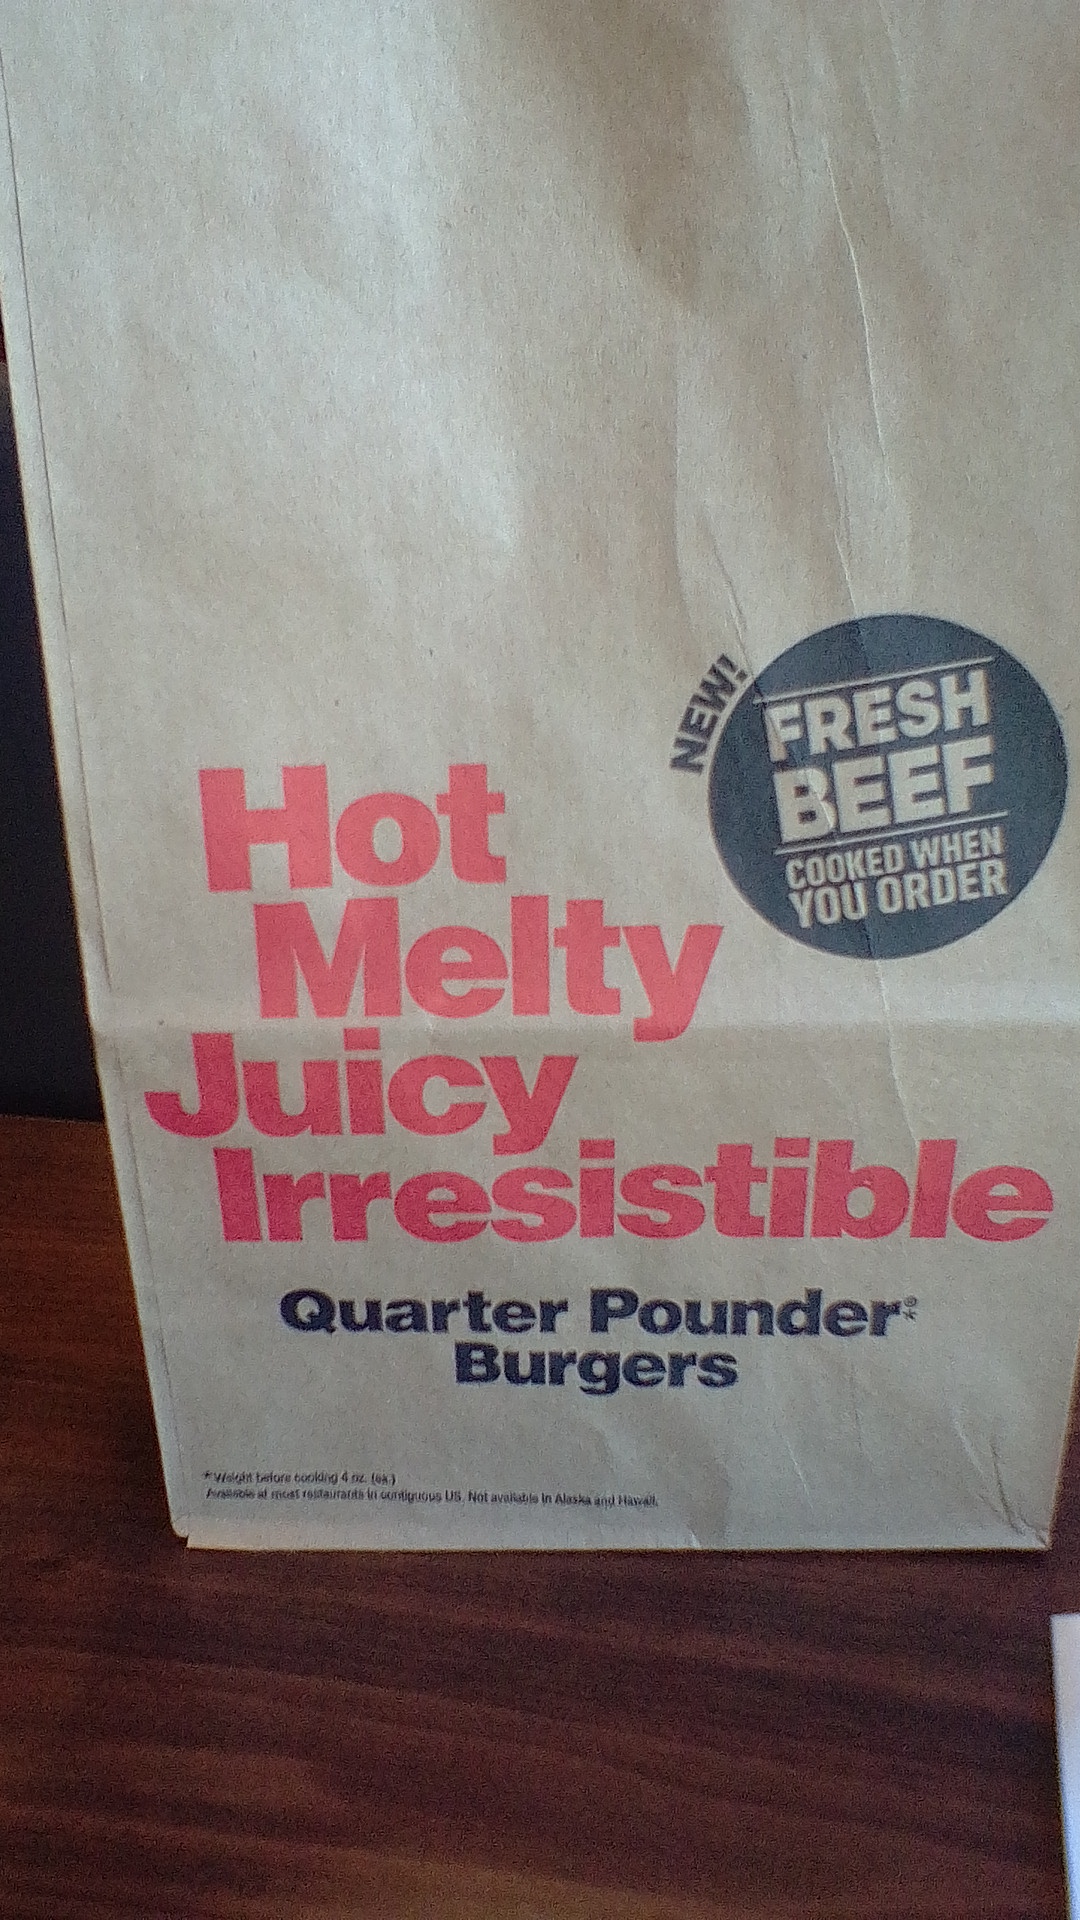 NEW!
FRESH
BEEF
COOKED WHEN
YOU ORDER
Hot
Melty
Juicy
Irresistible
Quarter Pounder®*
Burgers
*Weight before cooking 4 oz. (ea.)
Available at most restaurants in contiguous US. Not available in Alaska and Hawaii.